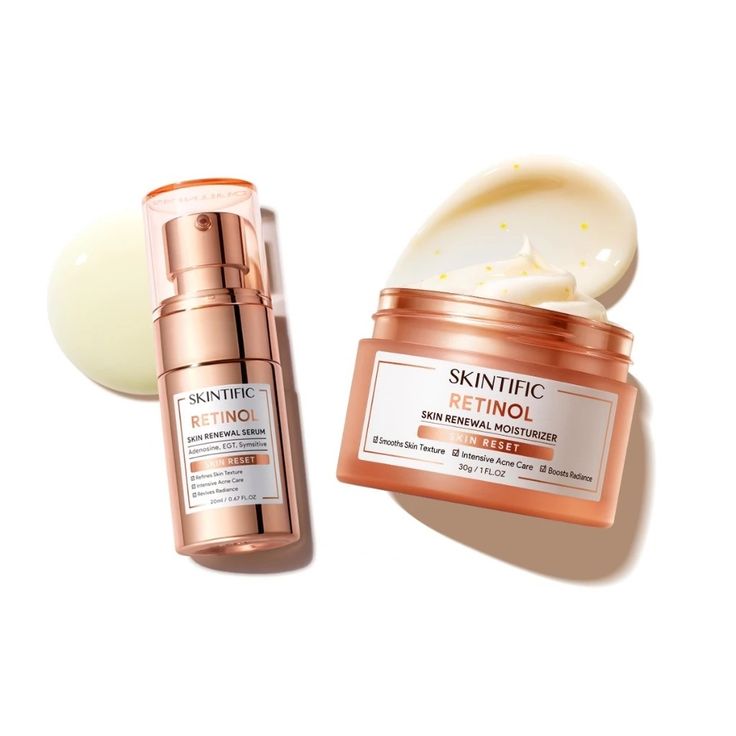 SKINTIFIC
RETINOL
SKIN RENEWAL SERUM
Adenosine, EGT, Symsitive
SKIN RESET
Refines Skin Texture
Intensive Acne Care
Revives Radiance
20ml / 0.67 FL.OZ
SKINTIFIC
RETINOL
SKIN RENEWAL MOISTURIZER
SKIN RESET
Smooths Skin Texture Intensive Acne Care Boosts Radiance
30g / 1 FL.OZ